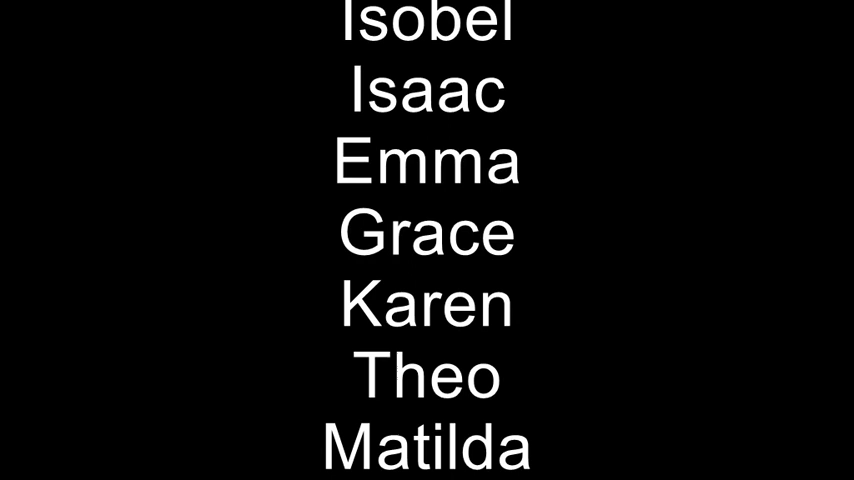 Isobel
Isaac
Emma
Grace
Karen
Theo
Matilda